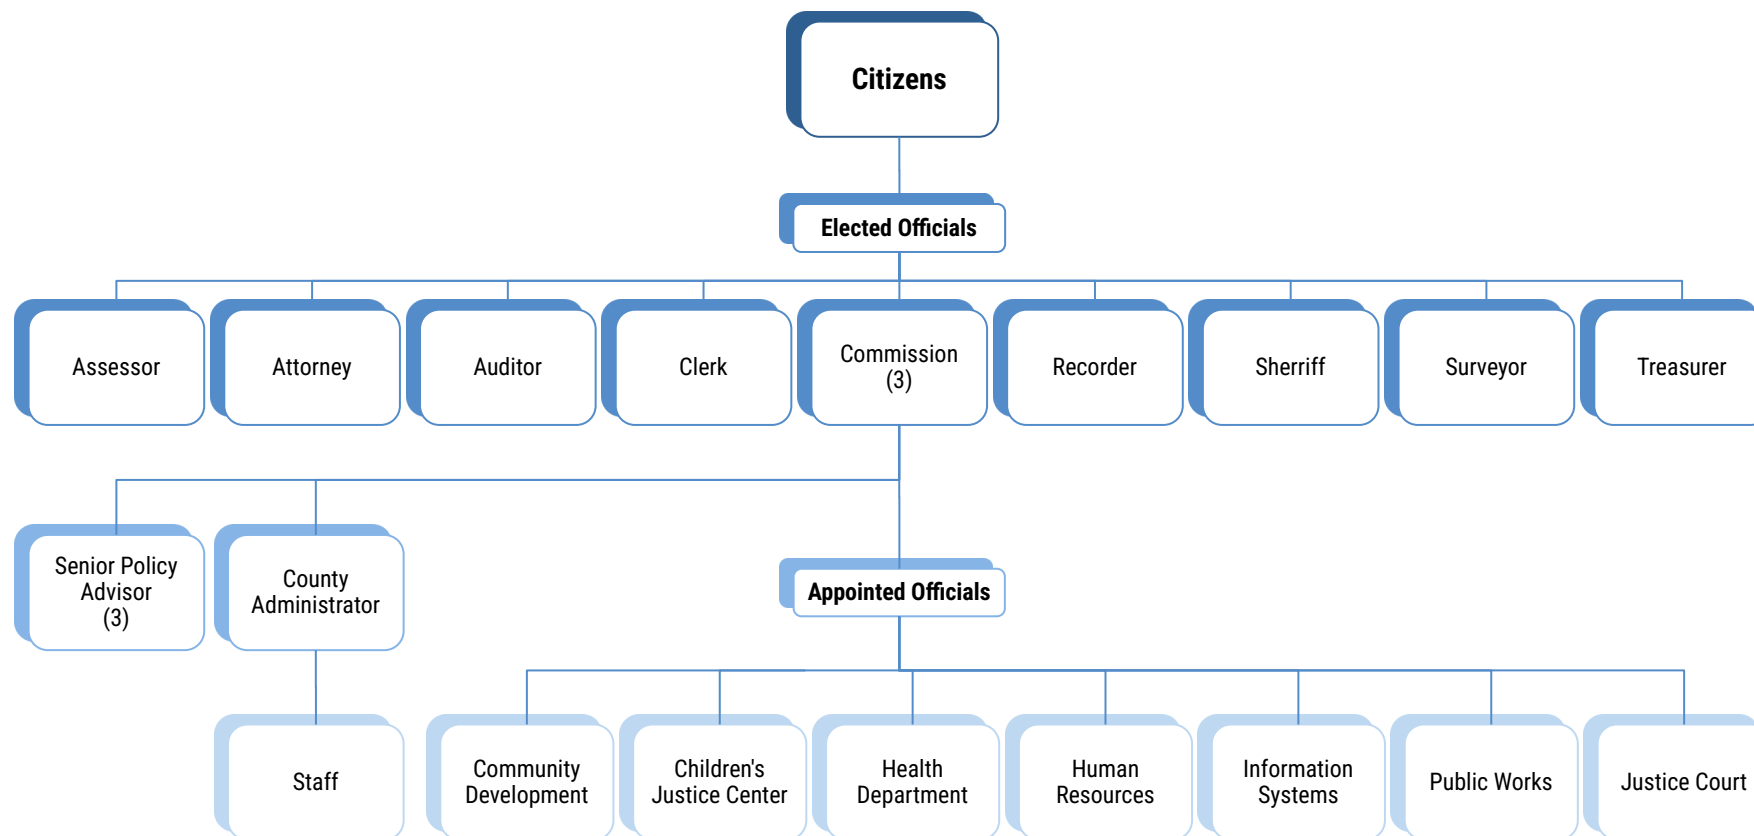 Citizens
Elected Officials
Assessor
Attorney
Auditor
Clerk
Commission
(3)
Recorder
Sherriff
Surveyor
Treasurer
Senior Policy
Advisor
(3)
County
Administrator
Appointed Officials
Staff
Community
Development
Children's
Justice Center
Health
Department
Human
Resources
Information
Systems
Public Works
Justice Court